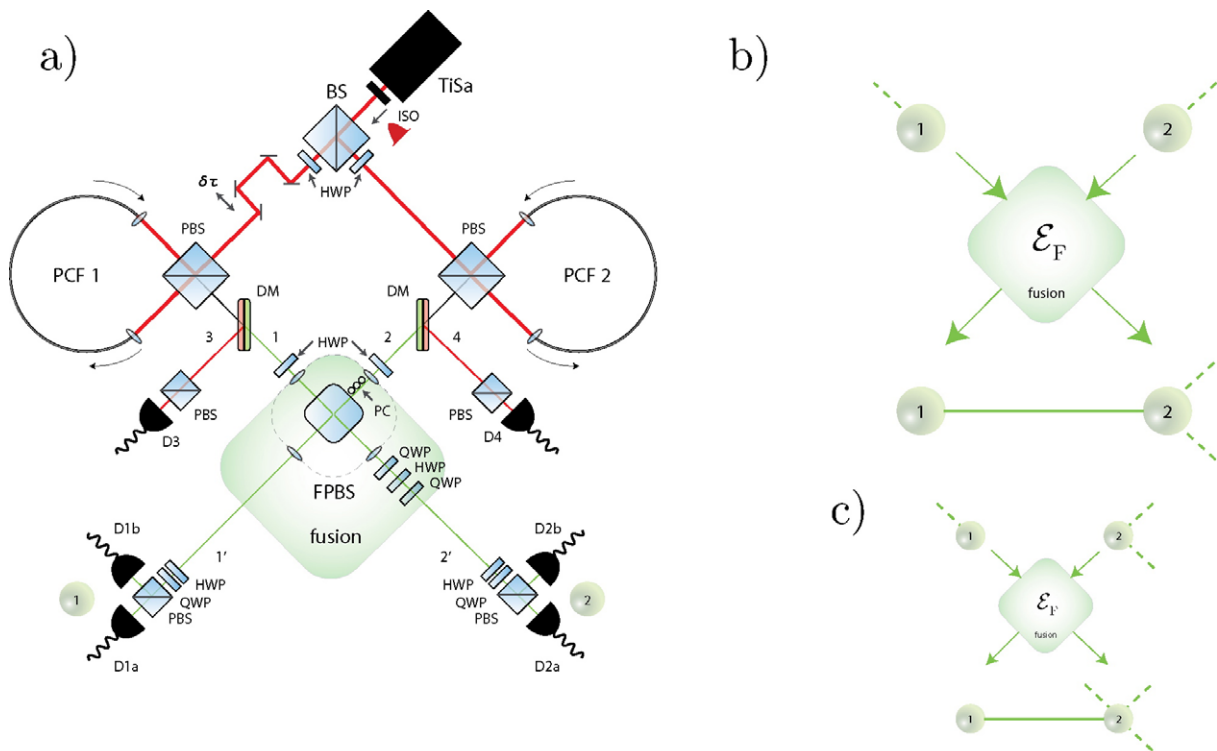 a)
TiSa
BS
ISO
HWP
δτ
PBS
PBS
PCF 1
PCF 2
DM
DM
3
1
2
4
HWP
PBS
PC
PBS
D3
D4
QWP
HWP
QWP
FPBS
fusion
D1b
D2b
1'
2'
HWP
QWP
PBS
HWP
QWP
PBS
1
2
D1a
D2a
b)
1
2
ℰF
fusion
1
2
c)
1
2
ℰF
fusion
1
2